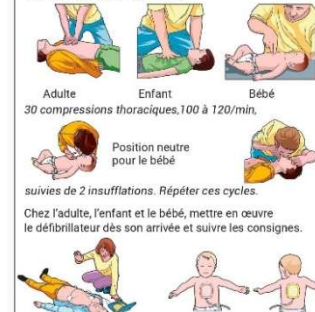 Adulte Enfant Bébé
30 compressions thoraciques,100 à 120/min,
Position neutre
pour le bébé
suivies de 2 insufflations. Répéter ces cycles.
Chez l'adulte, l'enfant et le bébé, mettre en œuvre
le défibrillateur dès son arrivée et suivre les consignes.